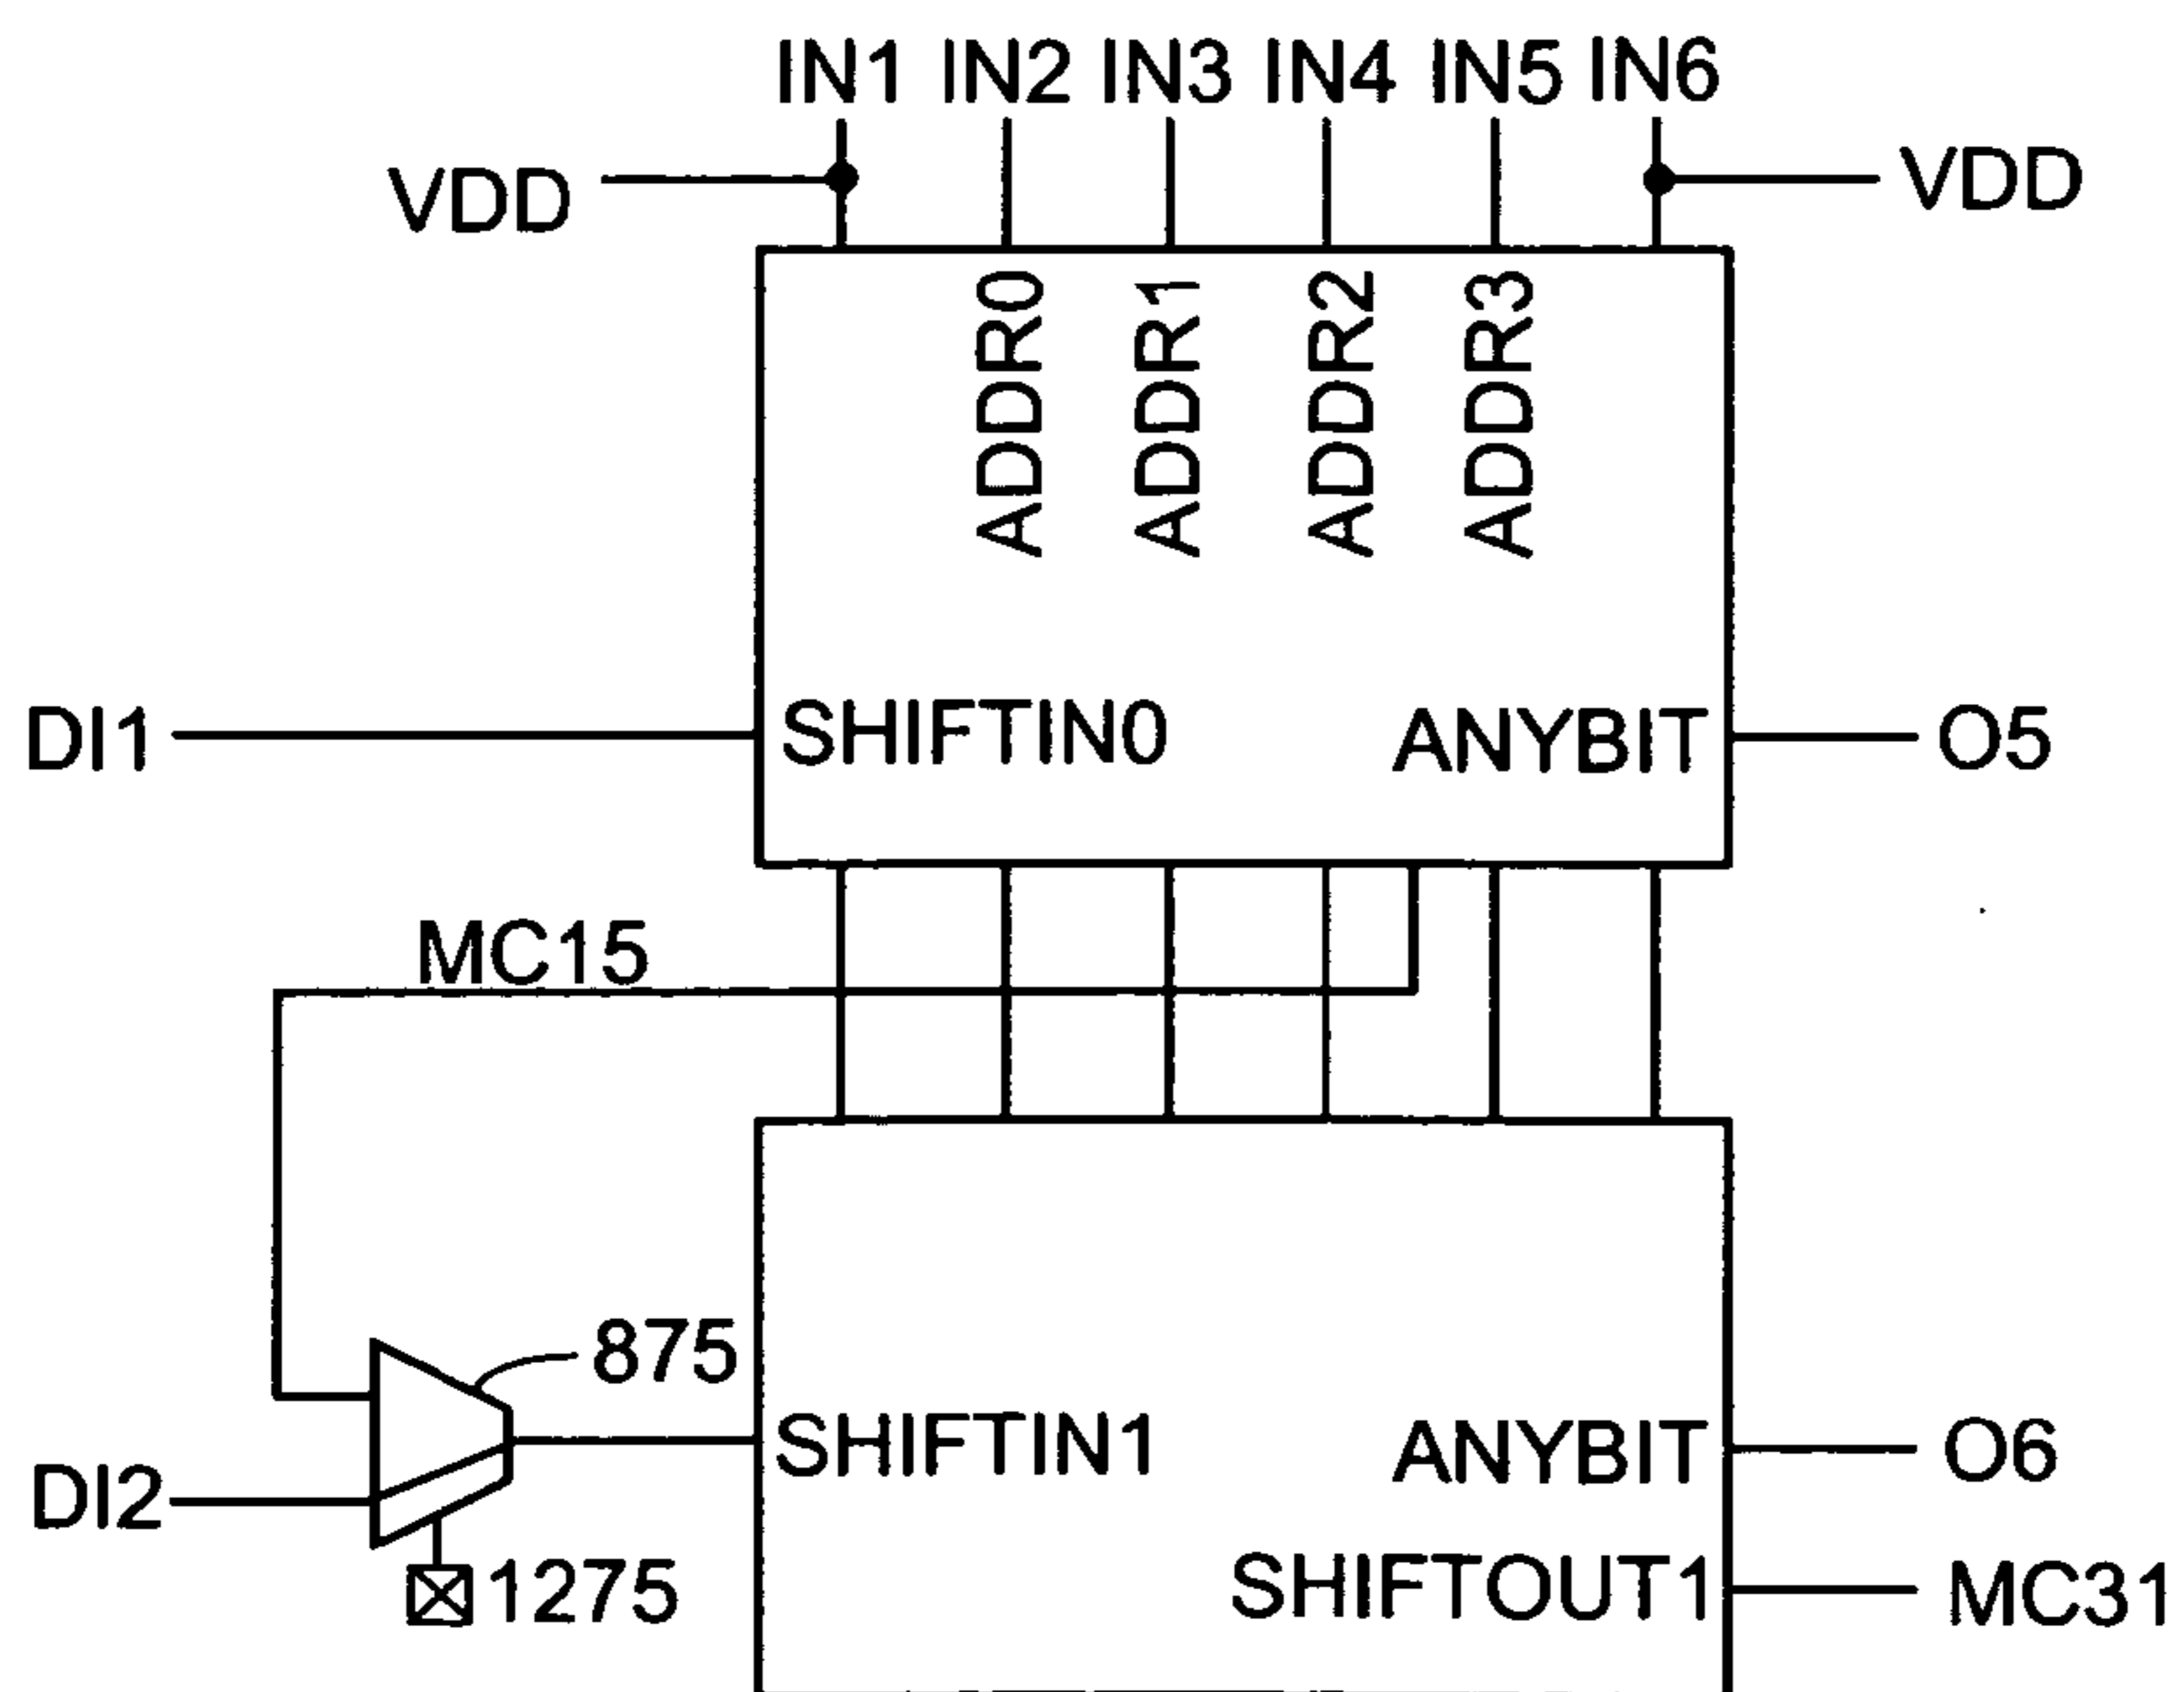 IN1 IN2 IN3 IN4 IN5 IN6
VDD
VDD
ADDR0
ADDR1
ADDR2
ADDR3
DI1
SHIFTIN0
ANYBIT
O5
MC15
875
SHIFTIN1
ANYBIT
O6
DI2
1275
SHIFTOUT1
MC31